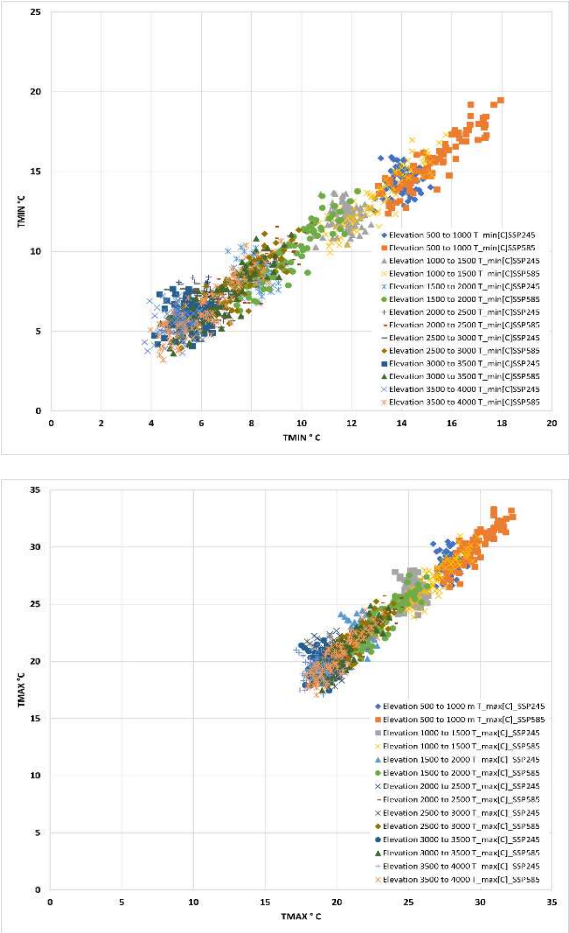 25
20
15
10
5
0
TMIN ° C
Elevation 500 to 1000 T_min[C]SSP245
Elevation 500 to 1000 T_min[C]SSP585
Elevation 1000 to 1500 T_min[C]SSP245
Elevation 1000 to 1500 T_min[C]SSP585
Elevation 1500 to 2000 T_min[C]SSP245
Elevation 1500 to 2000 T_min[C]SSP585
Elevation 2000 to 2500 T_min[C]SSP245
Elevation 2000 to 2500 T_min[C]SSP585
Elevation 2500 to 3000 T_min[C]SSP245
Elevation 2500 to 3000 T_min[C]SSP585
Elevation 3000 to 3500 T_min[C]SSP245
Elevation 3000 to 3500 T_min[C]SSP585
Elevation 3500 to 4000 T_min[C]SSP245
Elevation 3500 to 4000 T_min[C]SSP585
0 2 4 6 8 10 12 14 16 18 20
TMIN ° C
35
30
25
20
15
10
5
0
TMAX ° C
Elevation 500 to 1000 m T_max[C]_SSP245
Elevation 500 to 1000 m T_max[C]_SSP585
Elevation 1000 to 1500 T_max[C]_SSP245
Elevation 1000 to 1500 T_max[C]_SSP585
Elevation 1500 to 2000 T_max[C]_SSP245
Elevation 1500 to 2000 T_max[C]_SSP585
Elevation 2000 to 2500 T_max[C]_SSP245
Elevation 2000 to 2500 T_max[C]_SSP585
Elevation 2500 to 3000 T_max[C]_SSP245
Elevation 2500 to 3000 T_max[C]_SSP585
Elevation 3000 to 3500 T_max[C]_SSP245
Elevation 3000 to 3500 T_max[C]_SSP585
Elevation 3500 to 4000 T_max[C]_SSP245
Elevation 3500 to 4000 T_max[C]_SSP585
0 5 10 15 20 25 30 35
TMAX ° C